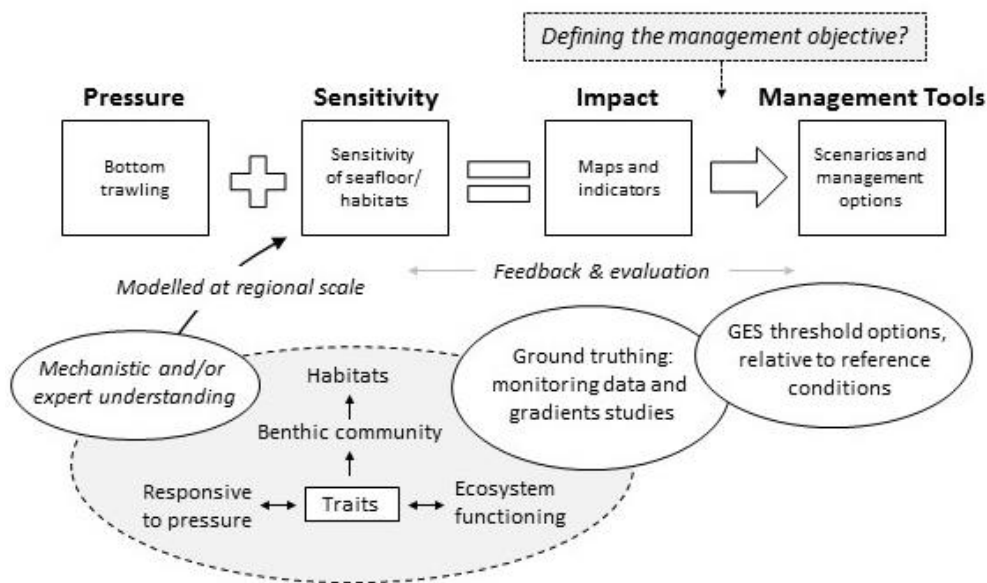 Defining the management objective?
Pressure
Sensitivity
Impact
Management Tools
Bottom
trawling
Sensitivity
of seafloor/
habitats
Maps and
indicators
Scenarios and
management
options
Modelled at regional scale
Feedback & evaluation
Mechanistic and/or
expert understanding
Habitats
Benthic community
Responsive
to pressure
Traits
Ecosystem
functioning
Ground truthing:
monitoring data and
gradients studies
GES threshold options,
relative to reference
conditions